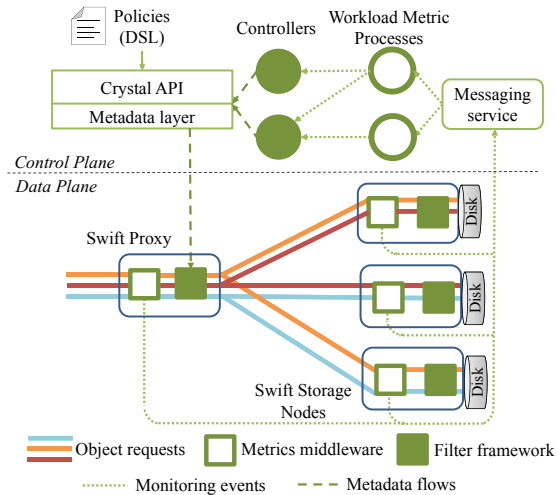 Policies
(DSL)
Controllers
Workload Metric
Processes
Crystal API
Metadata layer
Messaging
service
Control Plane
Data Plane
Swift Proxy
Disk
Disk
Disk
Swift Storage
Nodes
Object requests
Metrics middleware
Filter framework
Monitoring events
Metadata flows